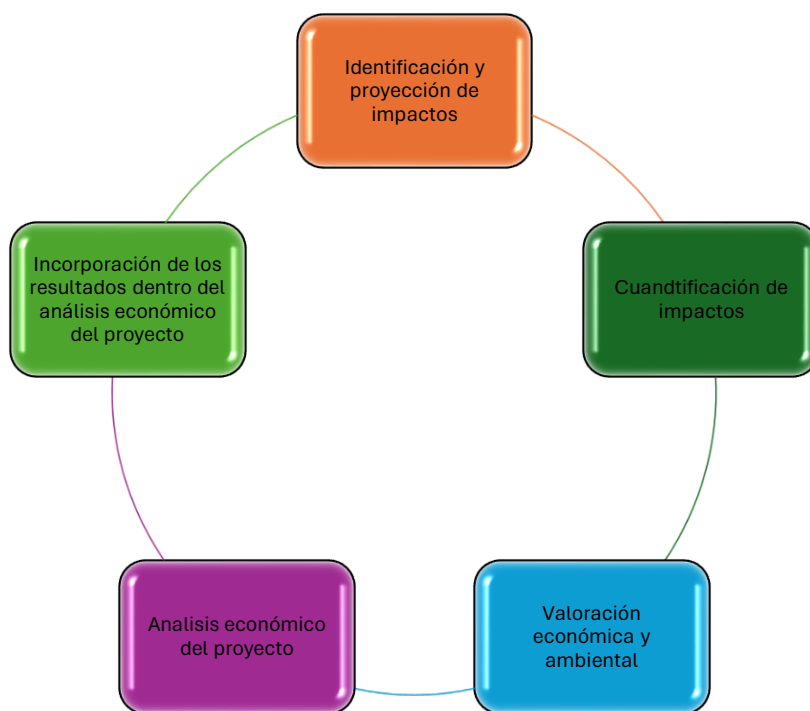 Identificación y
proyección de
impactos
Cuandtificación de
impactos
Valoración
económica y
ambiental
Analisis económico
del proyecto
Incorporación de los
resultados dentro del
análisis económico
del proyecto